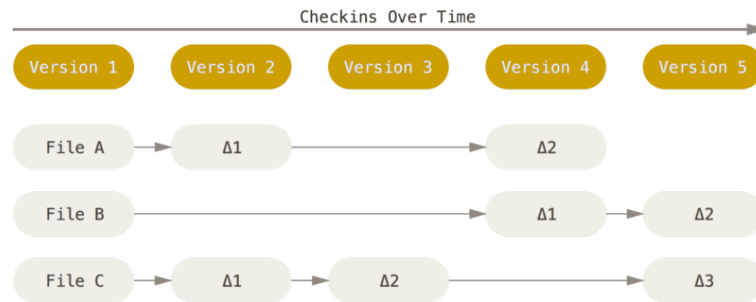 Checkins Over Time
Version 1 Version 2 Version 3 Version 4 Version 5
File A Δ1 Δ2
File B Δ1 Δ2
File C Δ1 Δ2 Δ3